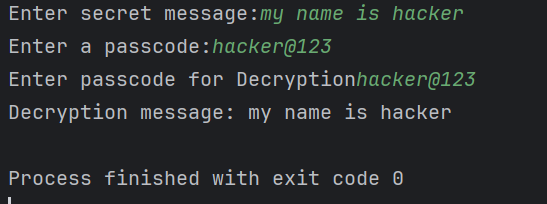 Enter secret message:my name is hacker
Enter a passcode:hacker@123
Enter passcode for Decryptionhacker@123
Decryption message: my name is hacker
Process finished with exit code 0